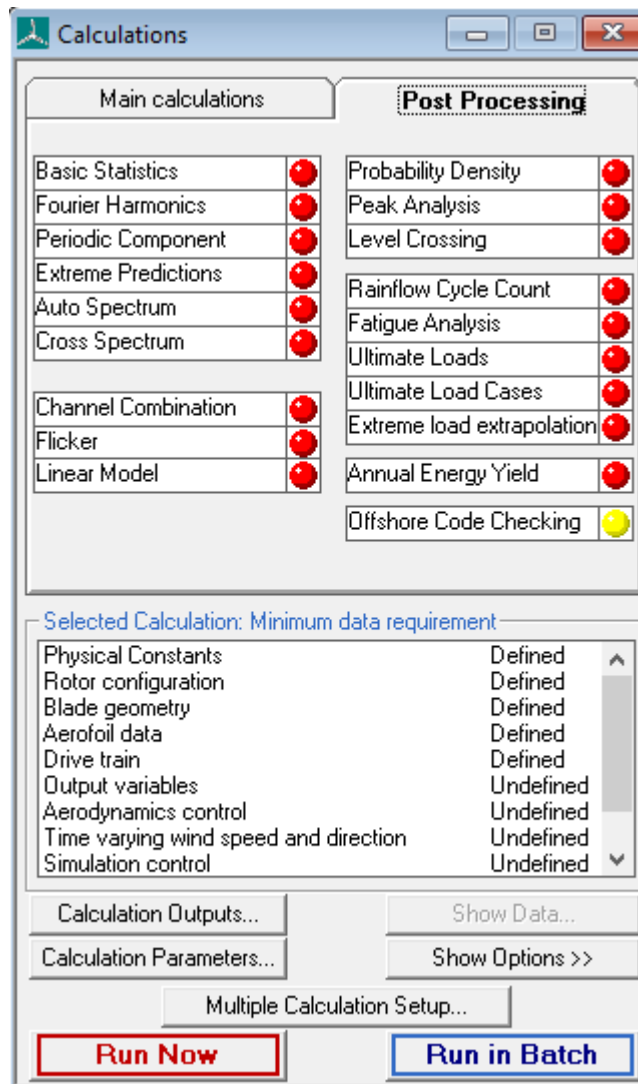 Calculations
Main calculations
Post Processing
Basic Statistics
Fourier Harmonics
Periodic Component
Extreme Predictions
Auto Spectrum
Cross Spectrum
Channel Combination
Flicker
Linear Model
Probability Density
Peak Analysis
Level Crossing
Rainflow Cycle Count
Fatigue Analysis
Ultimate Loads
Ultimate Load Cases
Extreme load extrapolation
Annual Energy Yield
Offshore Code Checking
Selected Calculation: Minimum data requirement
Physical Constants Defined
Rotor configuration Defined
Blade geometry Defined
Aerofoil data Defined
Drive train Defined
Output variables Undefined
Aerodynamics control Undefined
Time varying wind speed and direction Undefined
Simulation control Undefined
Calculation Outputs...
Show Data...
Calculation Parameters...
Show Options >>
Multiple Calculation Setup...
Run Now
Run in Batch